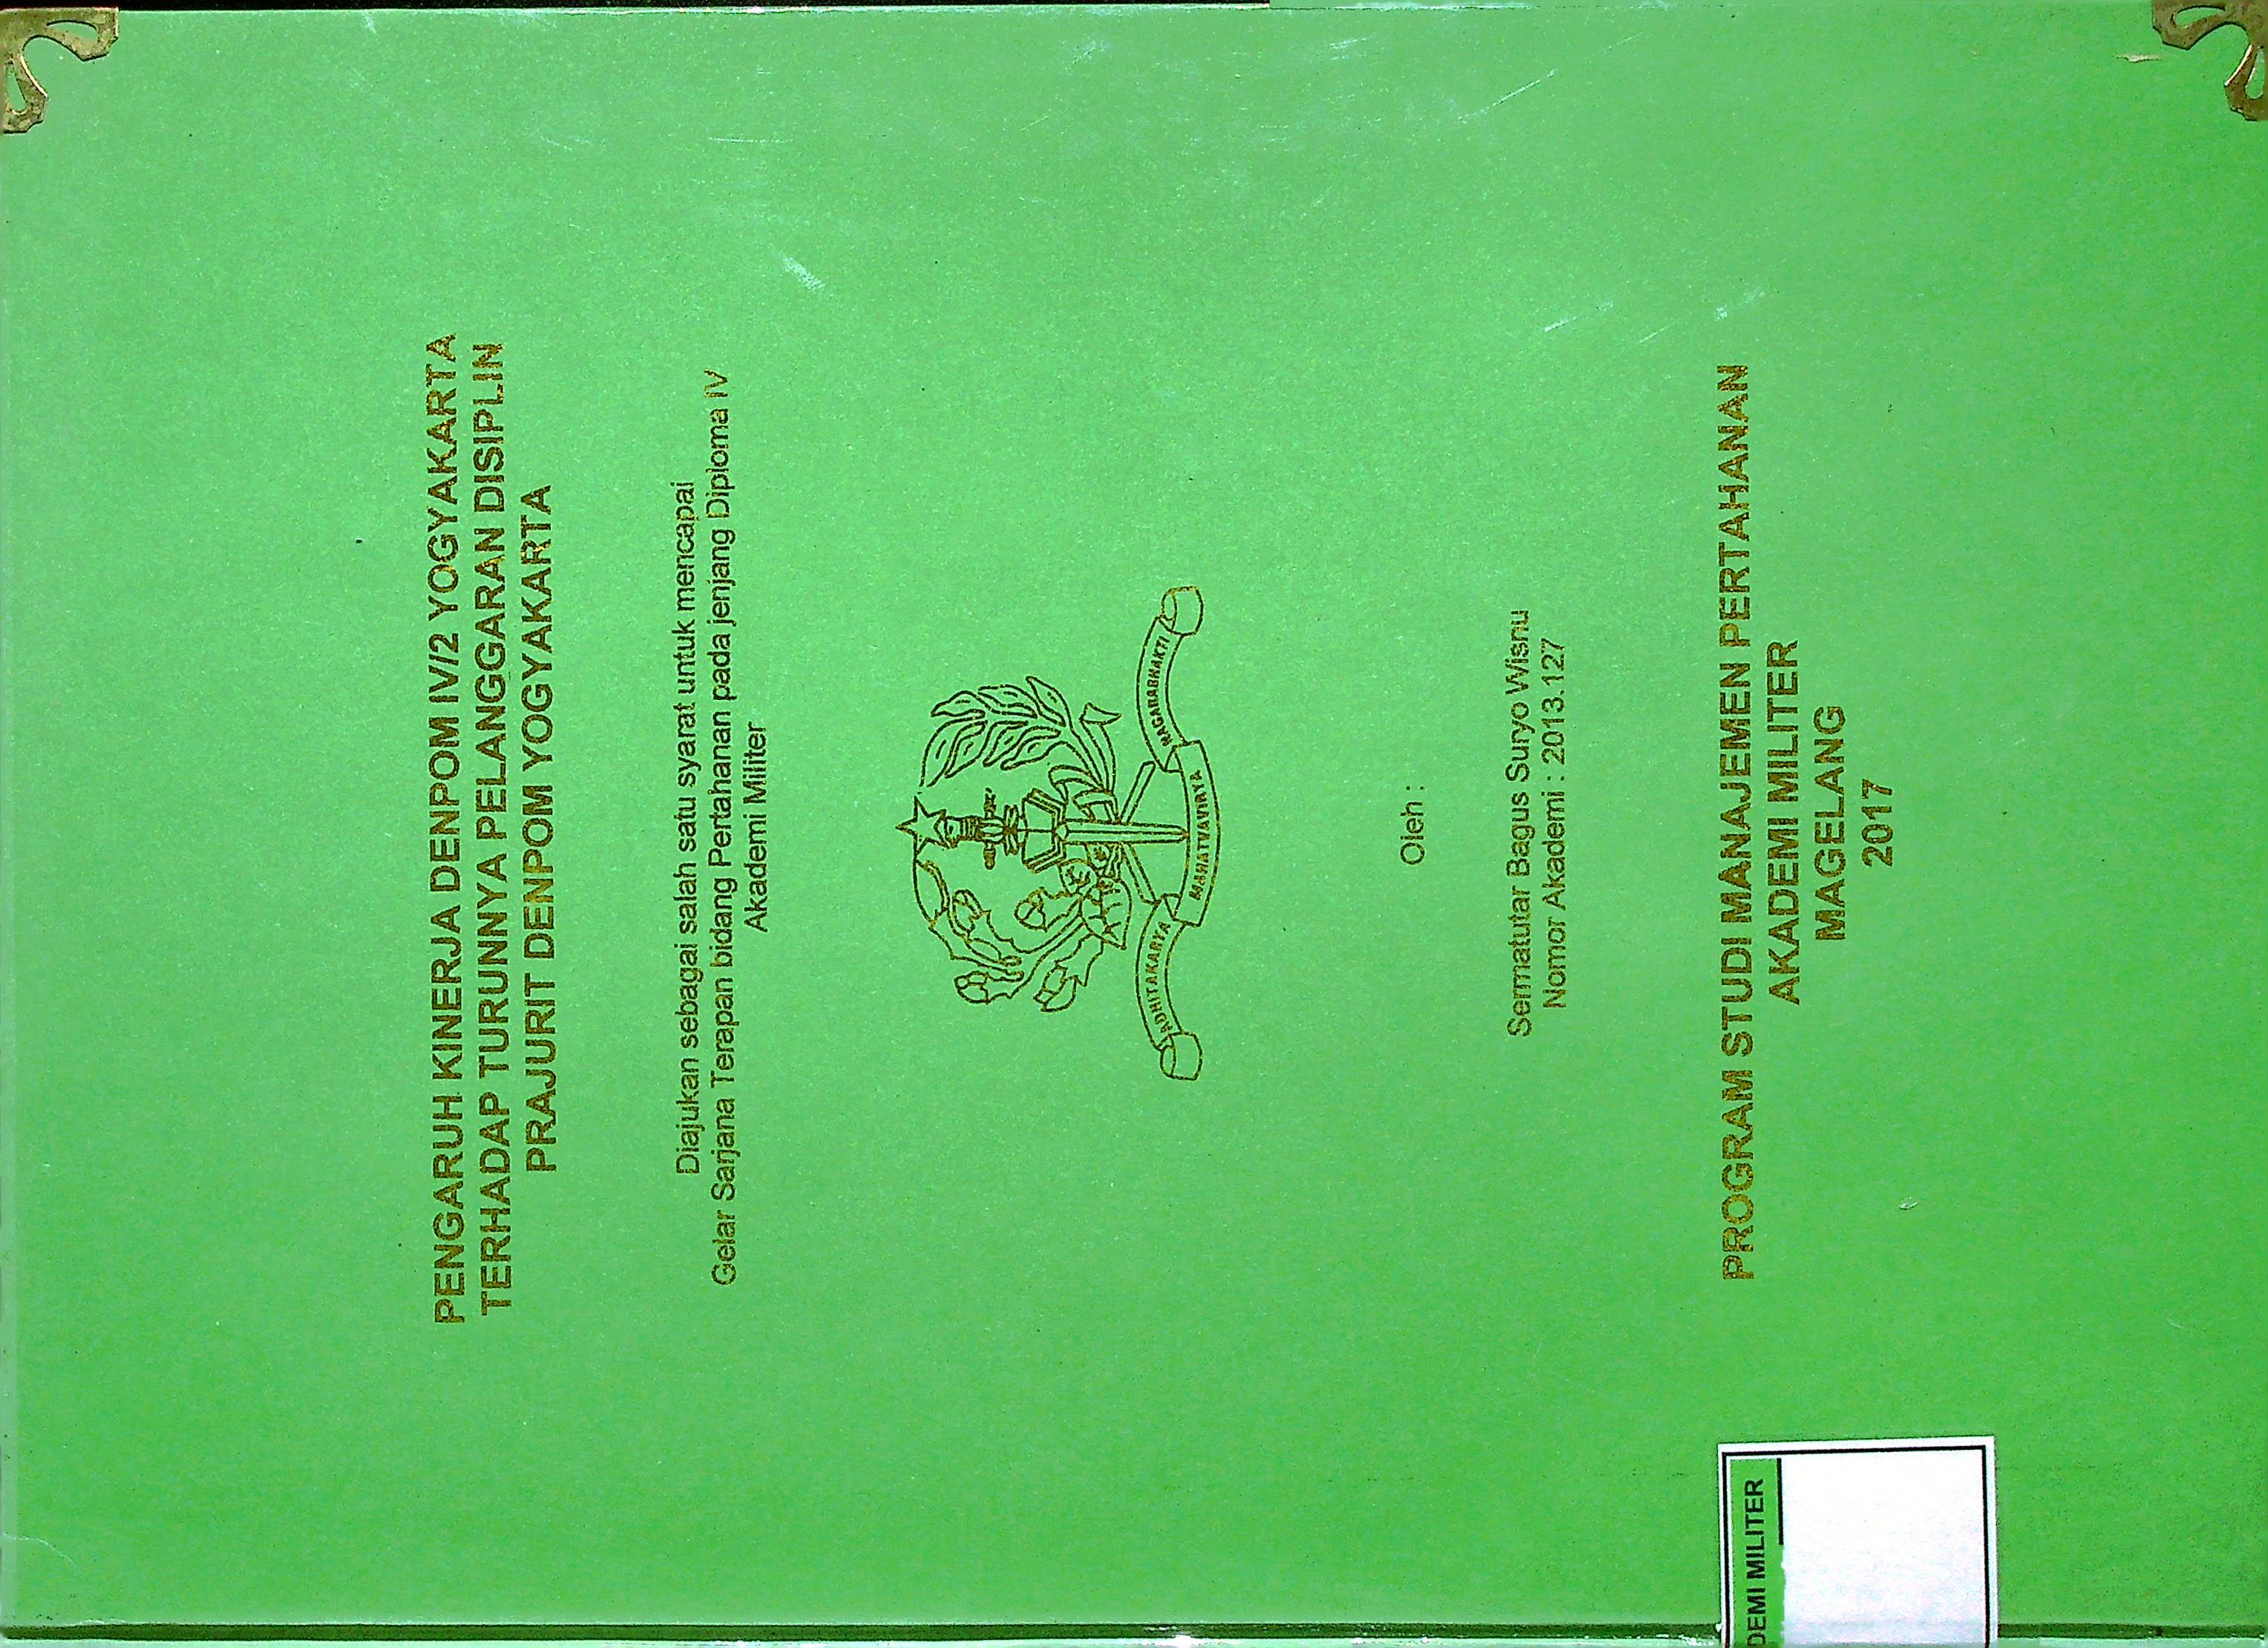 PENGARUH KINERJA DENPOM IV/2 YOGYAKARTA
TERHADAP TURUNNYA PELANGGARAN DISIPLIN
PRAJURIT DENPOM YOGYAKARTA
Diajukan sebagai salah satu syarat untuk mencapai
Gelar Sarjana Terapan bidang Pertahanan pada jenjang Diploma IV
Akademi Militer
ADHITAKARYA MAHATVAVIRYA NAGARABHAKTI
Oleh :
Sermatutar Bagus Suryo Wisnu
Nomor Akademi : 2013.127
PROGRAM STUDI MANAJEMEN PERTAHANAN
AKADEMI MILITER
MAGELANG
2017
DEMI MILITER